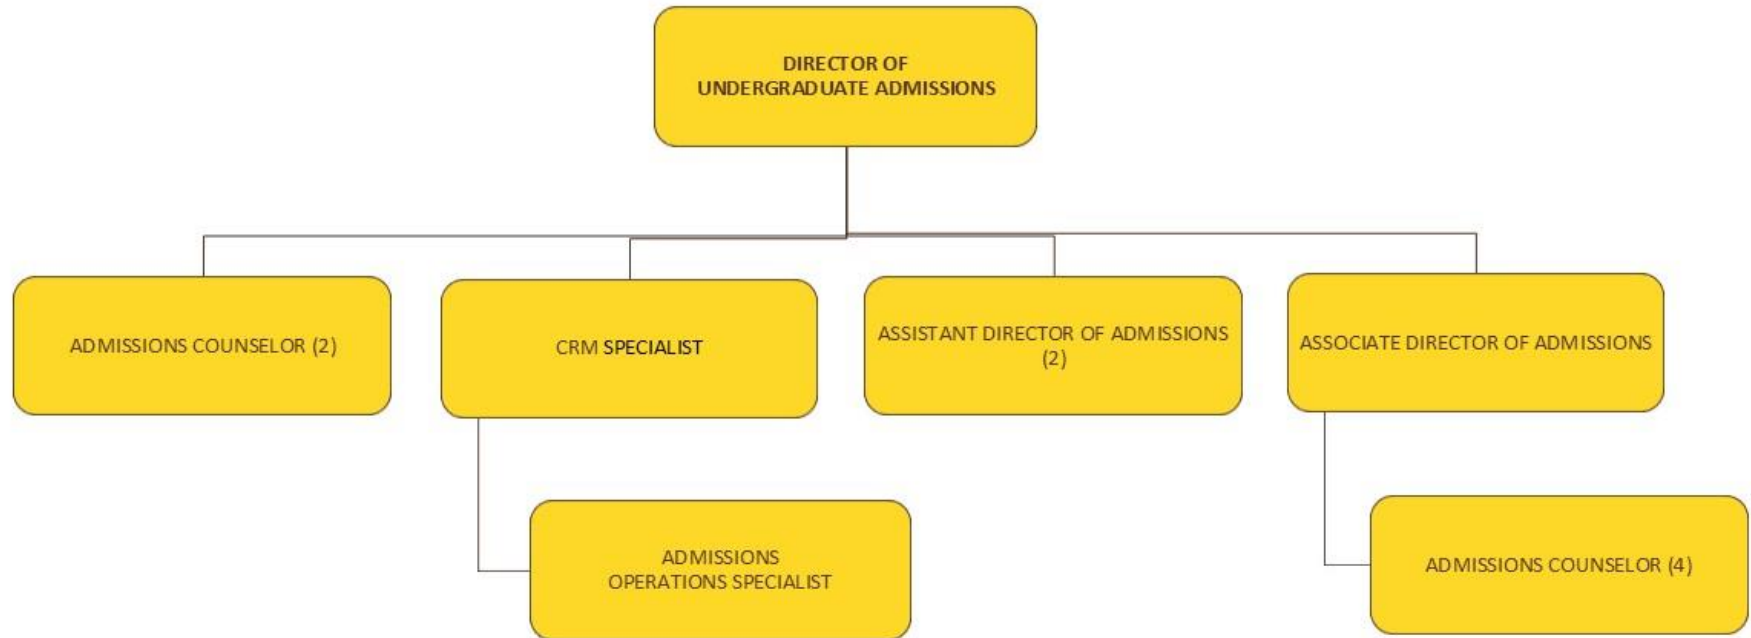 DIRECTOR OF
UNDERGRADUATE ADMISSIONS
ADMISSIONS COUNSELOR (2)
CRM SPECIALIST
ASSISTANT DIRECTOR OF ADMISSIONS
(2)
ASSOCIATE DIRECTOR OF ADMISSIONS
ADMISSIONS
OPERATIONS SPECIALIST
ADMISSIONS COUNSELOR (4)